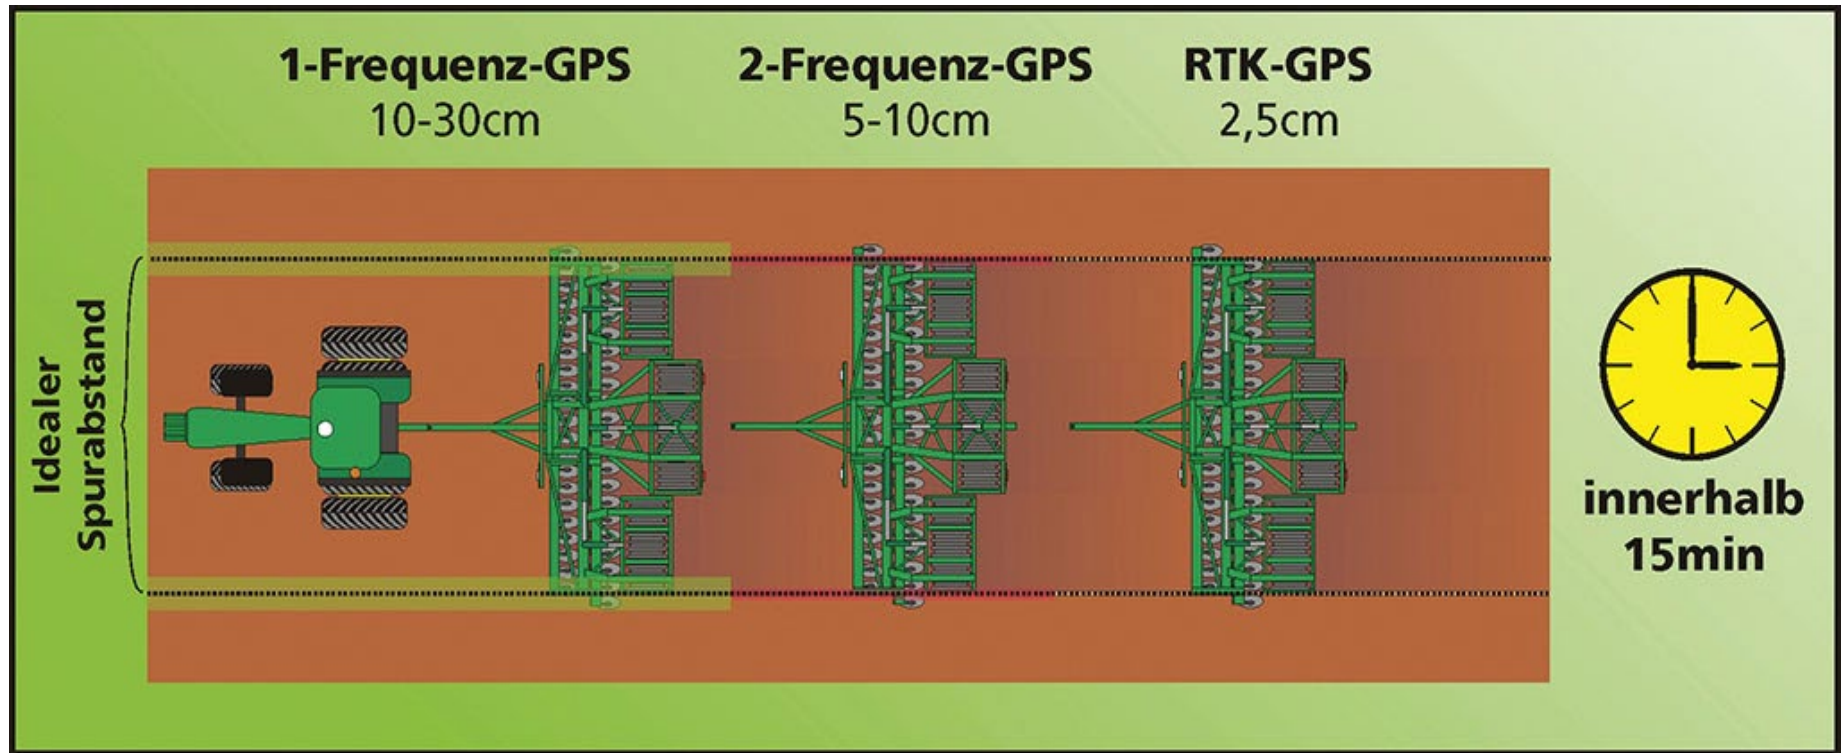 1-Frequenz-GPS
10-30cm
2-Frequenz-GPS
5-10cm
RTK-GPS
2,5cm
Idealer
Spurabstand
innerhalb
15min